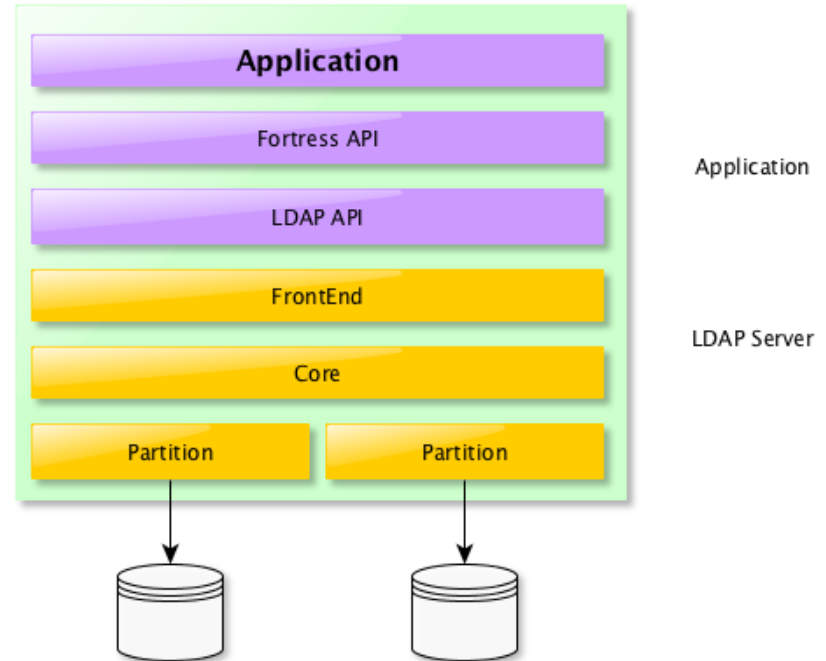 Application
Fortress API
Application
LDAP API
FrontEnd
LDAP Server
Core
Partition
Partition